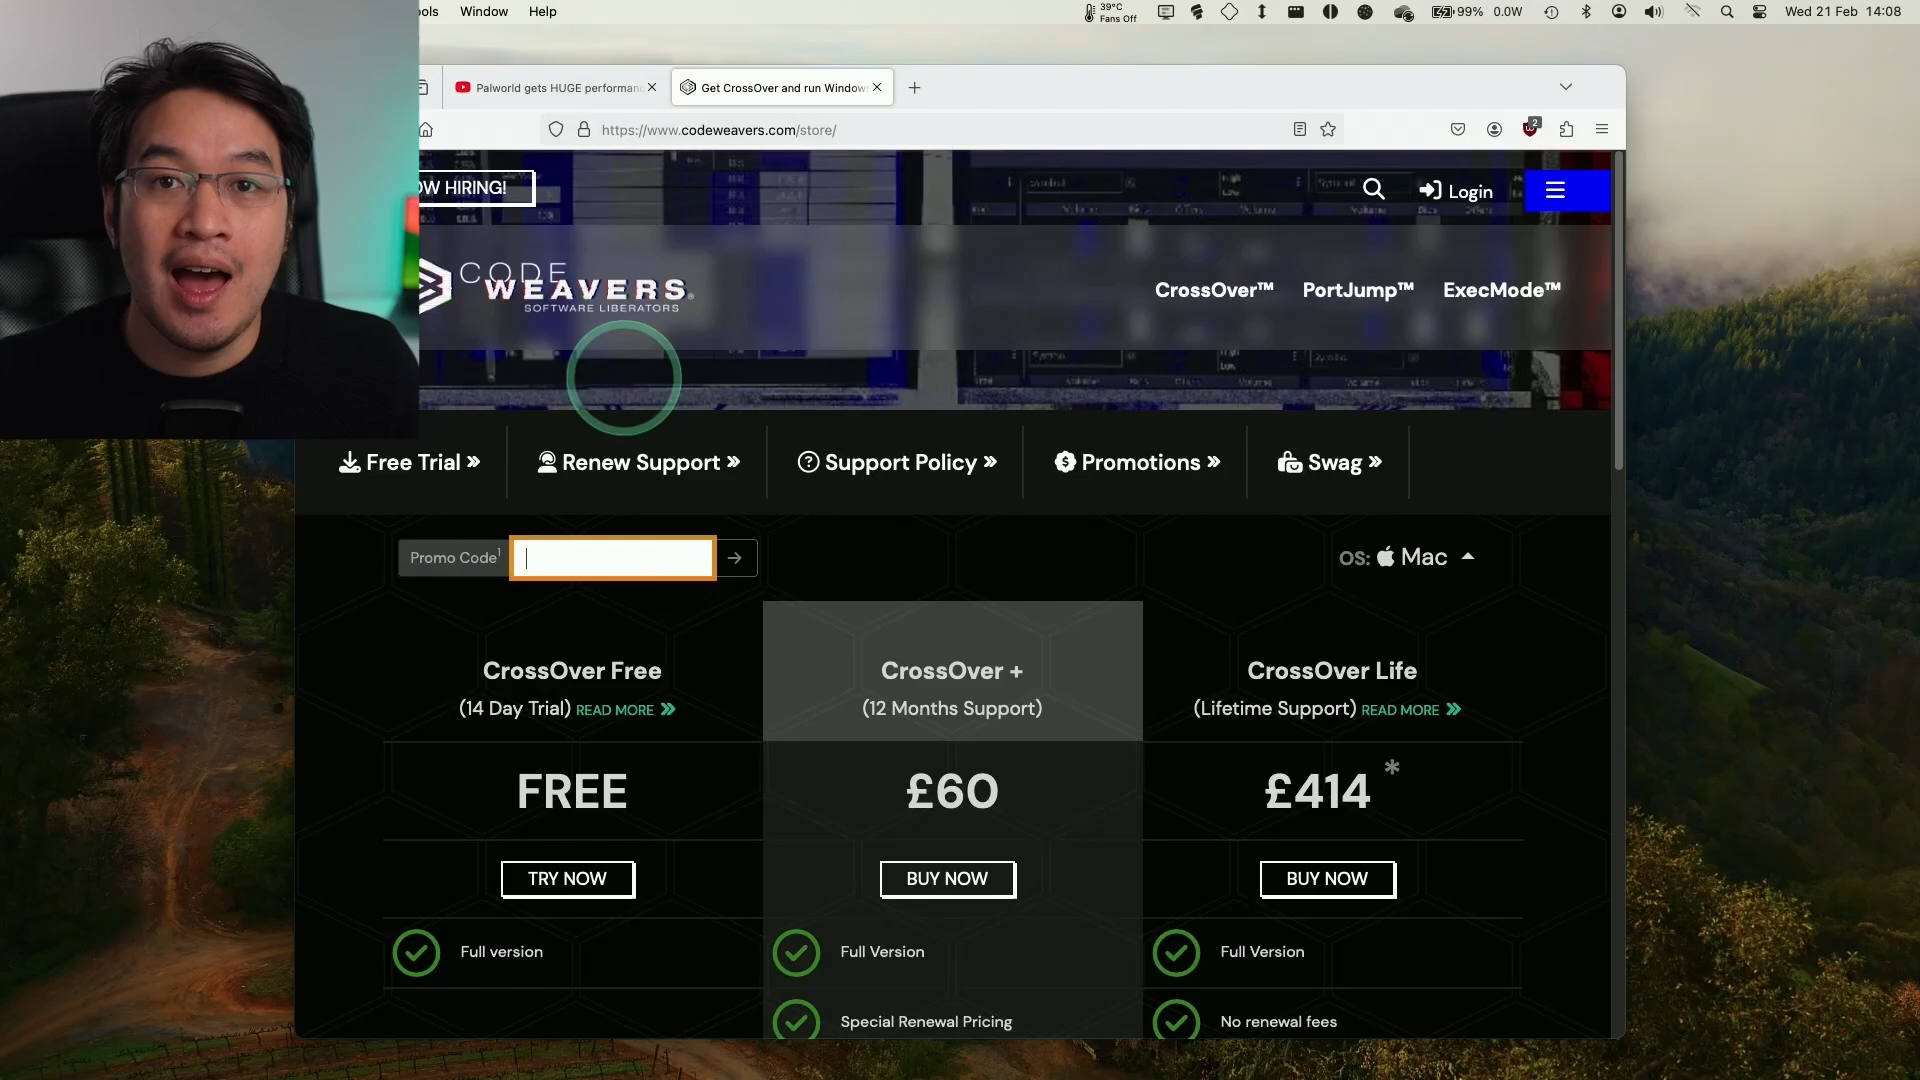 ols Window Help 39°C Fans Off 99% 0.0W Wed 21 Feb 14:08
Palworld gets HUGE performan Get CrossOver and run Window
https://www.codeweavers.com/store/ 2
OW HIRING! Login
CODE
WEAVERS®
SOFTWARE LIBERATORS
CrossOver™ PortJump™ ExecMode™
Free Trial » Renew Support » Support Policy » Promotions » Swag »
Promo Code¹ OS: Mac
CrossOver Free
(14 Day Trial) READ MORE »
FREE
TRY NOW
Full version
CrossOver +
(12 Months Support)
£60
BUY NOW
Full Version
Special Renewal Pricing
CrossOver Life
(Lifetime Support) READ MORE »
£414 *
BUY NOW
Full Version
No renewal fees